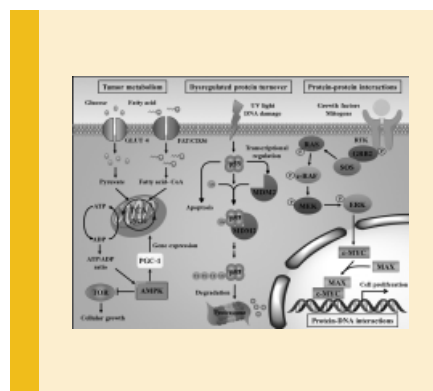 Tumor metabolism
Dysregulated protein turnover
Protein-protein interactions
Glucose
Fatty acid
UV light
DNA damage
Growth factors
Mitogens
GLUT-4
FAT/CD36
RTK
GRB2
SOS
RAS
c-RAF
MEK
ERK
Transcriptional
regulation
p53
MDM2
Apoptosis
p53
MDM2
Pyruvate
Fatty acid-CoA
ATP
ADP
ATP/ADP
ratio
Gene expression
PGC-1
TOR
AMPK
Cellular growth
p53
Degradation
Proteasome
c-MYC
MAX
MAX
c-MYC
Cell proliferation
Protein-DNA interactions